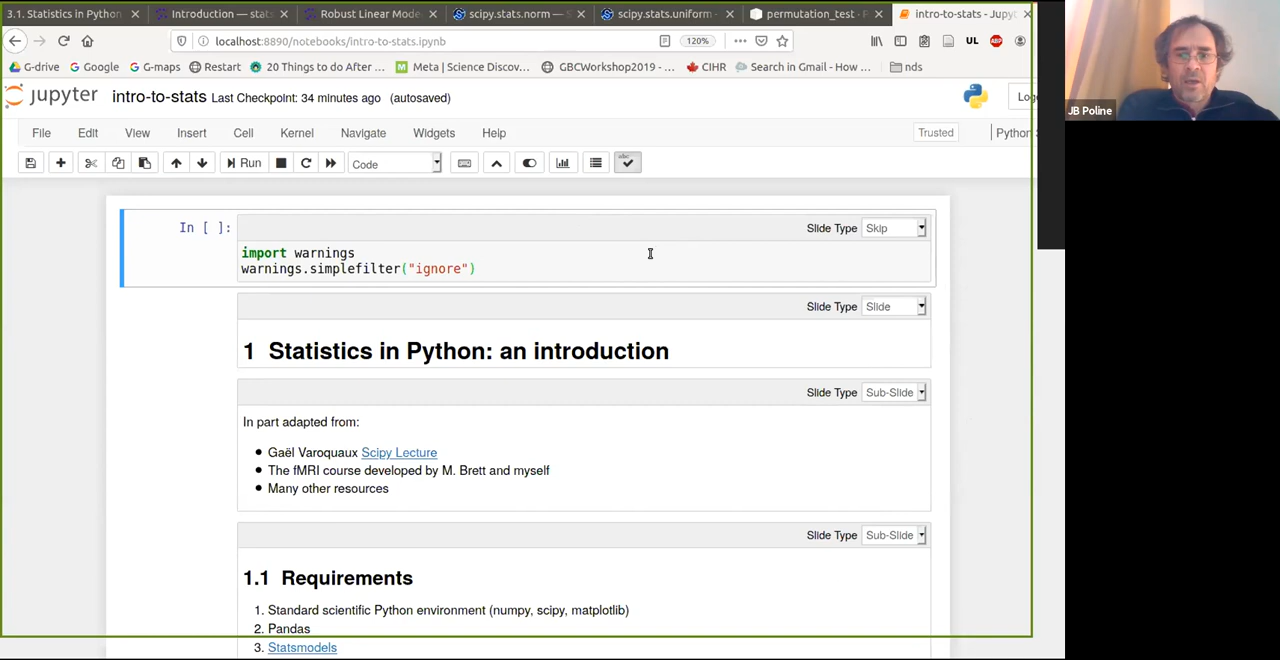 3.1. Statistics in Python
Introduction — stats
Robust Linear Mode
scipy.stats.norm —
scipy.stats.uniform
permutation_test - P
intro-to-stats - Jupy
localhost:8890/notebooks/intro-to-stats.ipynb
120%
UL
ABP
G-drive
Google
G-maps
Restart
20 Things to do After ...
Meta | Science Discov...
GBCWorkshop2019 - ...
CIHR
Search in Gmail - How ...
nds
jupyter
intro-to-stats Last Checkpoint: 34 minutes ago (autosaved)
File Edit View Insert Cell Kernel Navigate Widgets Help
Trusted
Python
Run
Code
abc
In [ ]:
Slide Type Skip
import warnings
warnings.simplefilter("ignore")
Slide Type Slide
1 Statistics in Python: an introduction
Slide Type Sub-Slide
In part adapted from:
Gaël Varoquaux Scipy Lecture
The fMRI course developed by M. Brett and myself
Many other resources
Slide Type Sub-Slide
1.1 Requirements
1. Standard scientific Python environment (numpy, scipy, matplotlib)
2. Pandas
3. Statsmodels
JB Poline